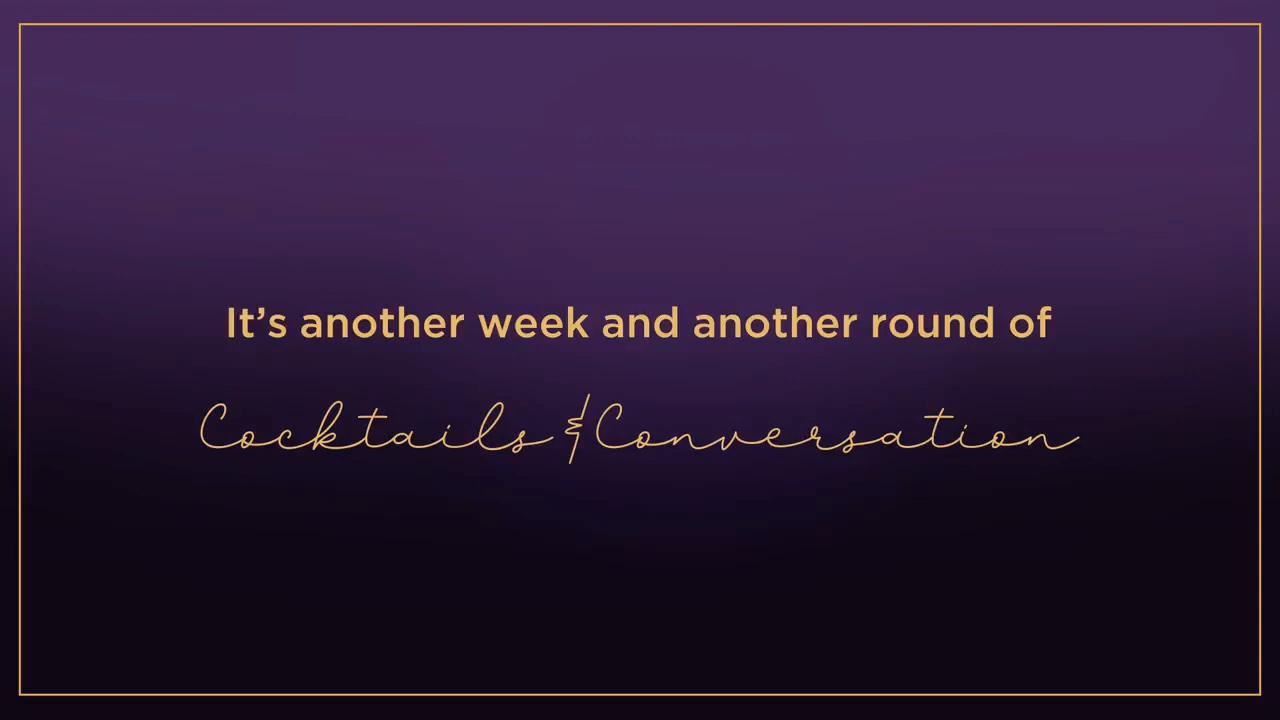 It’s another week and another round of
Cocktails & Conversation